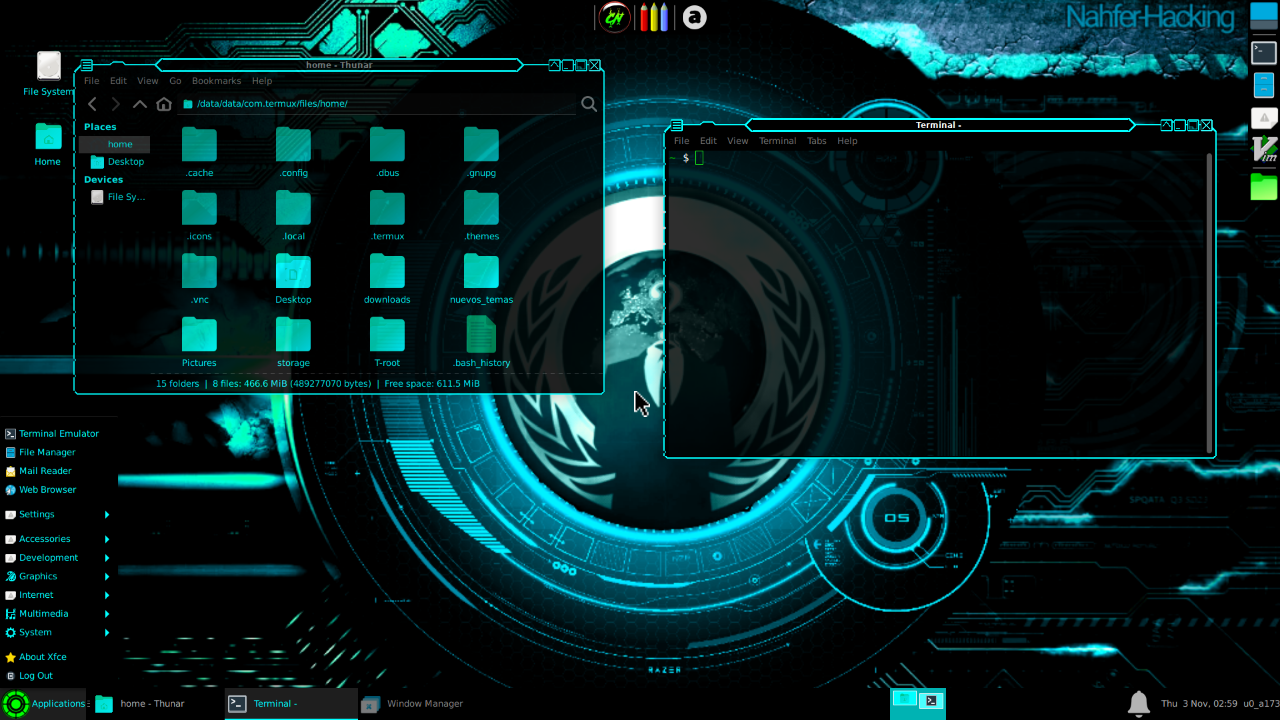 Nahfer-Hacking
File System
Home
home - Thunar
File Edit View Go Bookmarks Help
/data/data/com.termux/files/home/
Places
home
Desktop
Devices
File Sy...
.cache .config .dbus .gnupg
.icons .local .termux .themes
.vnc Desktop downloads nuevos_temas
Pictures storage T-root .bash_history
15 folders | 8 files: 466.6 MiB (489277070 bytes) | Free space: 611.5 MiB
Terminal -
File Edit View Terminal Tabs Help
~ $
a
Vim
Terminal Emulator
File Manager
Mail Reader
Web Browser
Settings
Accessories
Development
Graphics
Internet
Multimedia
System
About Xfce
Log Out
05
RAZER
Applications
home - Thunar
Terminal -
Window Manager
Thu 3 Nov, 02:59 u0_a173